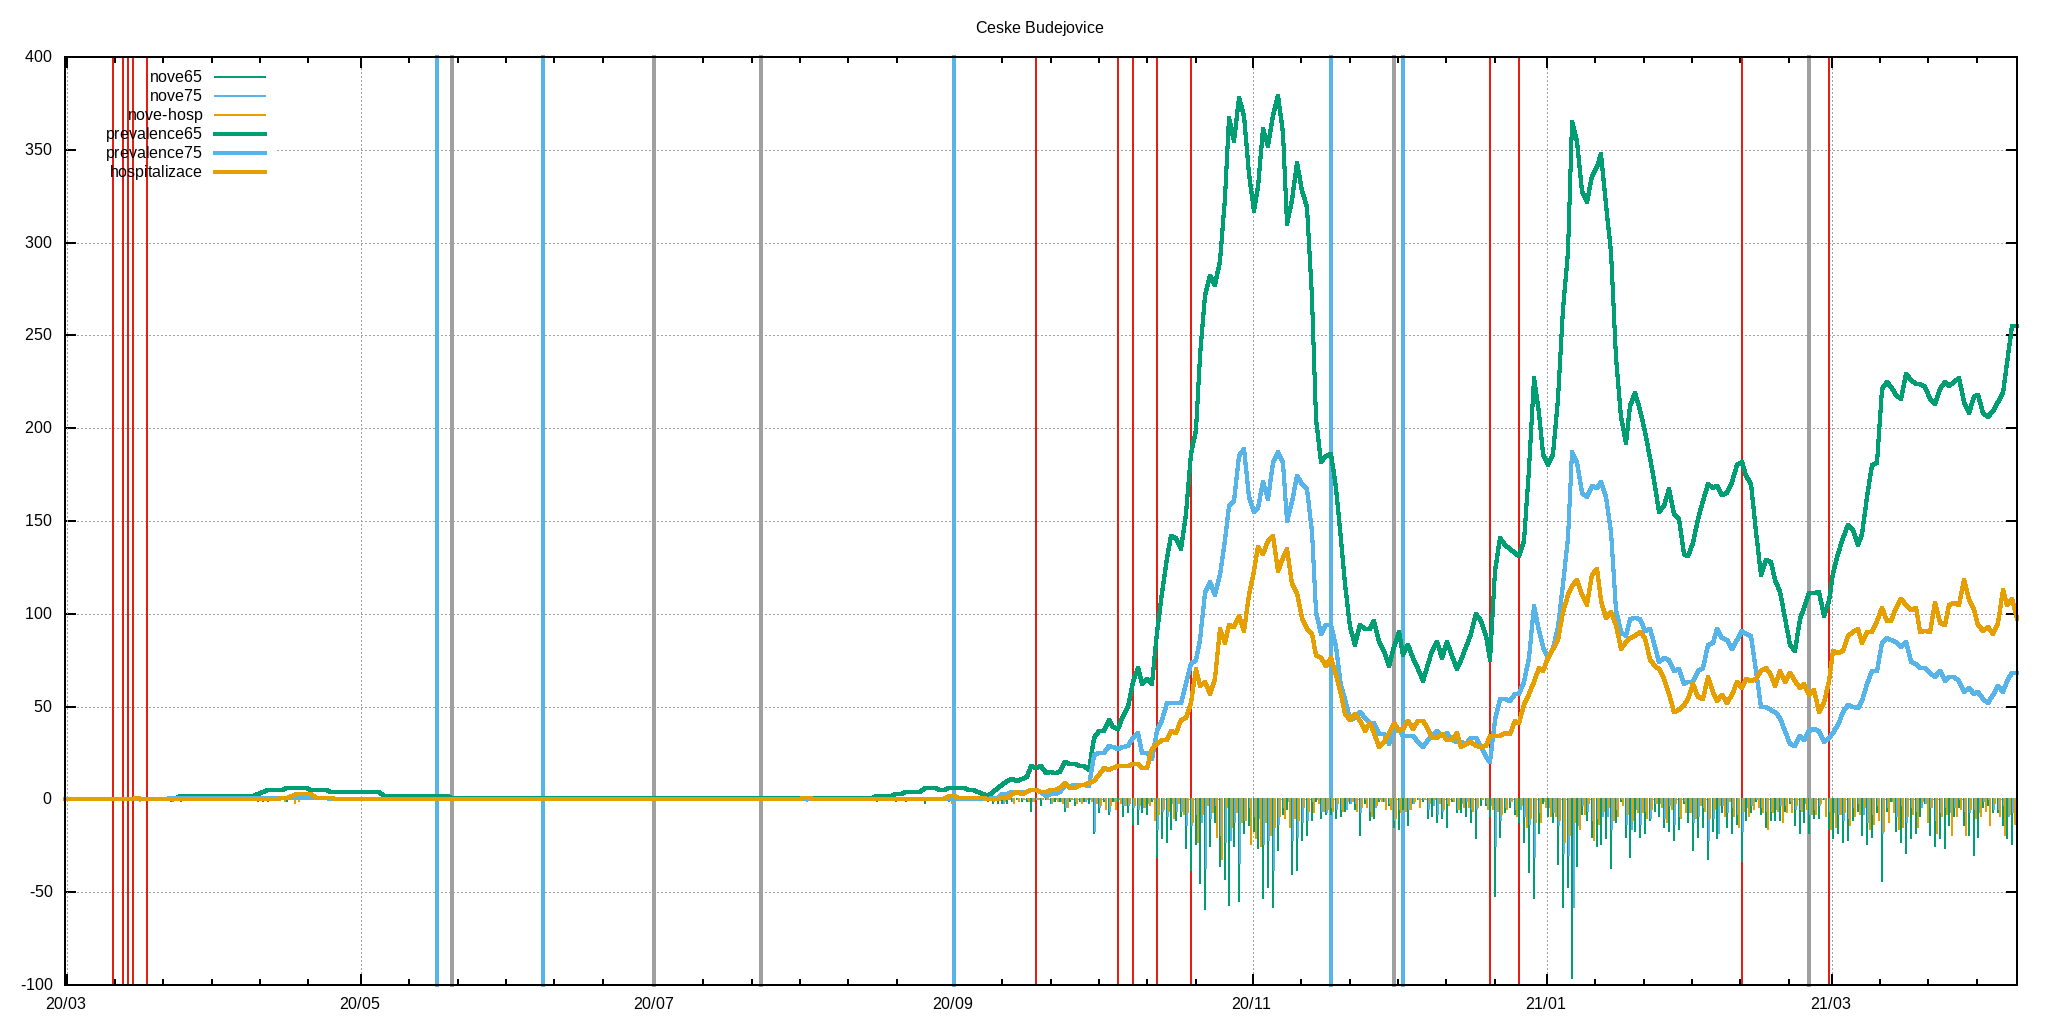 Ceske Budejovice
400
350
300
250
200
150
100
50
0
-50
-100
nove65
nove75
nove-hosp
prevalence65
prevalence75
hospitalizace
20/03 20/05 20/07 20/09 20/11 21/01 21/03